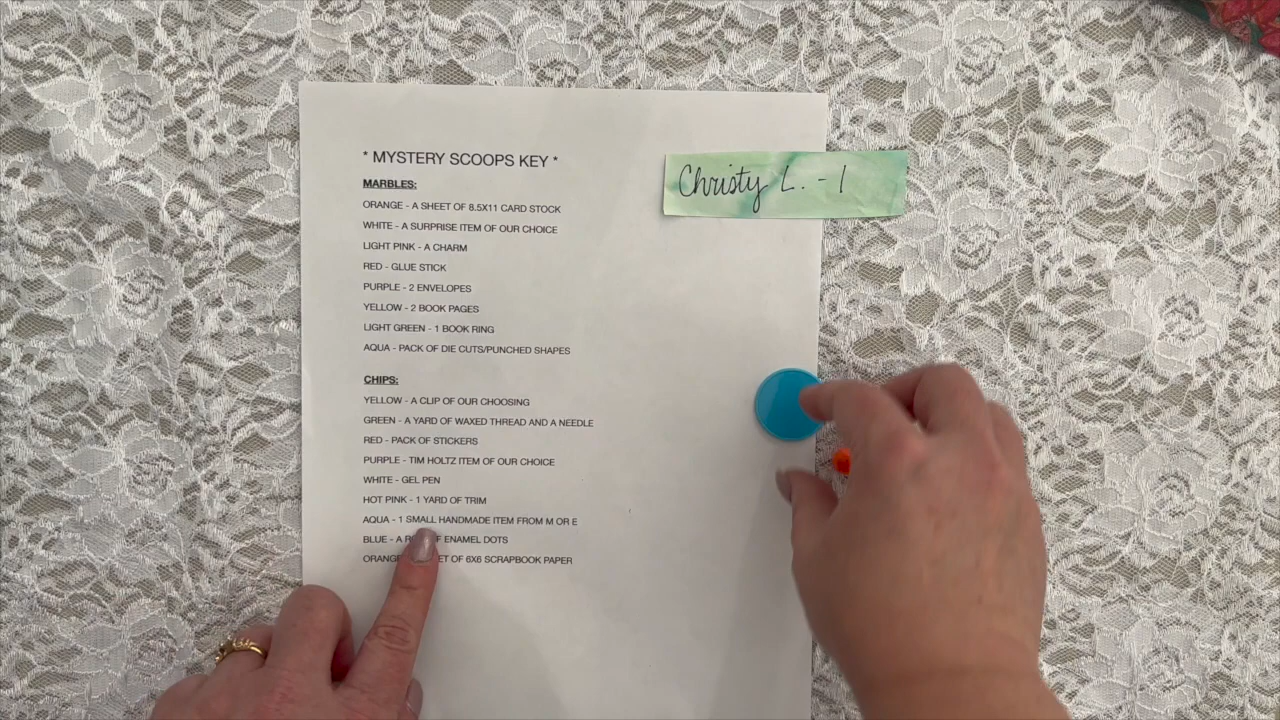 * MYSTERY SCOOPS KEY *
Christy L. - 1
MARBLES:
ORANGE - A SHEET OF 8.5X11 CARD STOCK
WHITE - A SURPRISE ITEM OF OUR CHOICE
LIGHT PINK - A CHARM
RED - GLUE STICK
PURPLE - 2 ENVELOPES
YELLOW - 2 BOOK PAGES
LIGHT GREEN - 1 BOOK RING
AQUA - PACK OF DIE CUTS/PUNCHED SHAPES
CHIPS:
YELLOW - A CLIP OF OUR CHOOSING
GREEN - A YARD OF WAXED THREAD AND A NEEDLE
RED - PACK OF STICKERS
PURPLE - TIM HOLTZ ITEM OF OUR CHOICE
WHITE - GEL PEN
HOT PINK - 1 YARD OF TRIM
AQUA - 1 SMALL HANDMADE ITEM FROM M OR E
BLUE - A ENAMEL DOTS
ORANGE OF 6X6 SCRAPBOOK PAPER